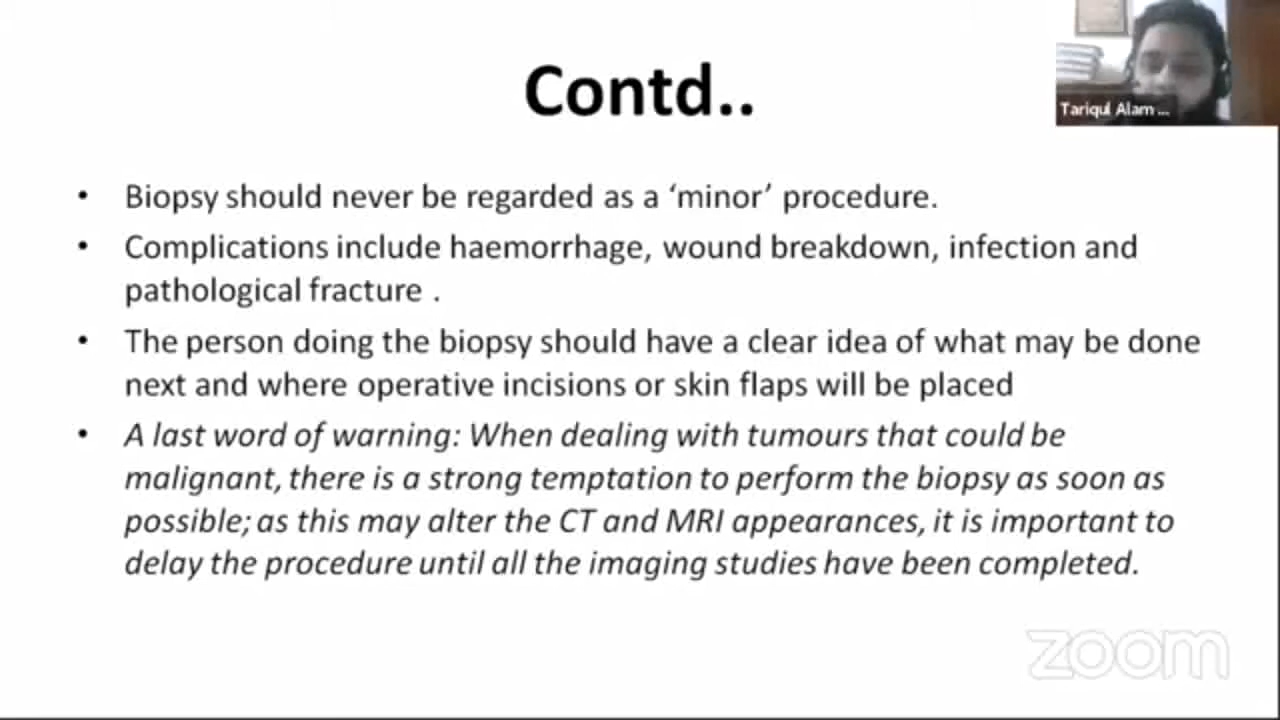 Contd..
Tariqul Alam ...
• Biopsy should never be regarded as a ‘minor’ procedure.
• Complications include haemorrhage, wound breakdown, infection and
pathological fracture .
• The person doing the biopsy should have a clear idea of what may be done
next and where operative incisions or skin flaps will be placed
• A last word of warning: When dealing with tumours that could be
malignant, there is a strong temptation to perform the biopsy as soon as
possible; as this may alter the CT and MRI appearances, it is important to
delay the procedure until all the imaging studies have been completed.
zoom